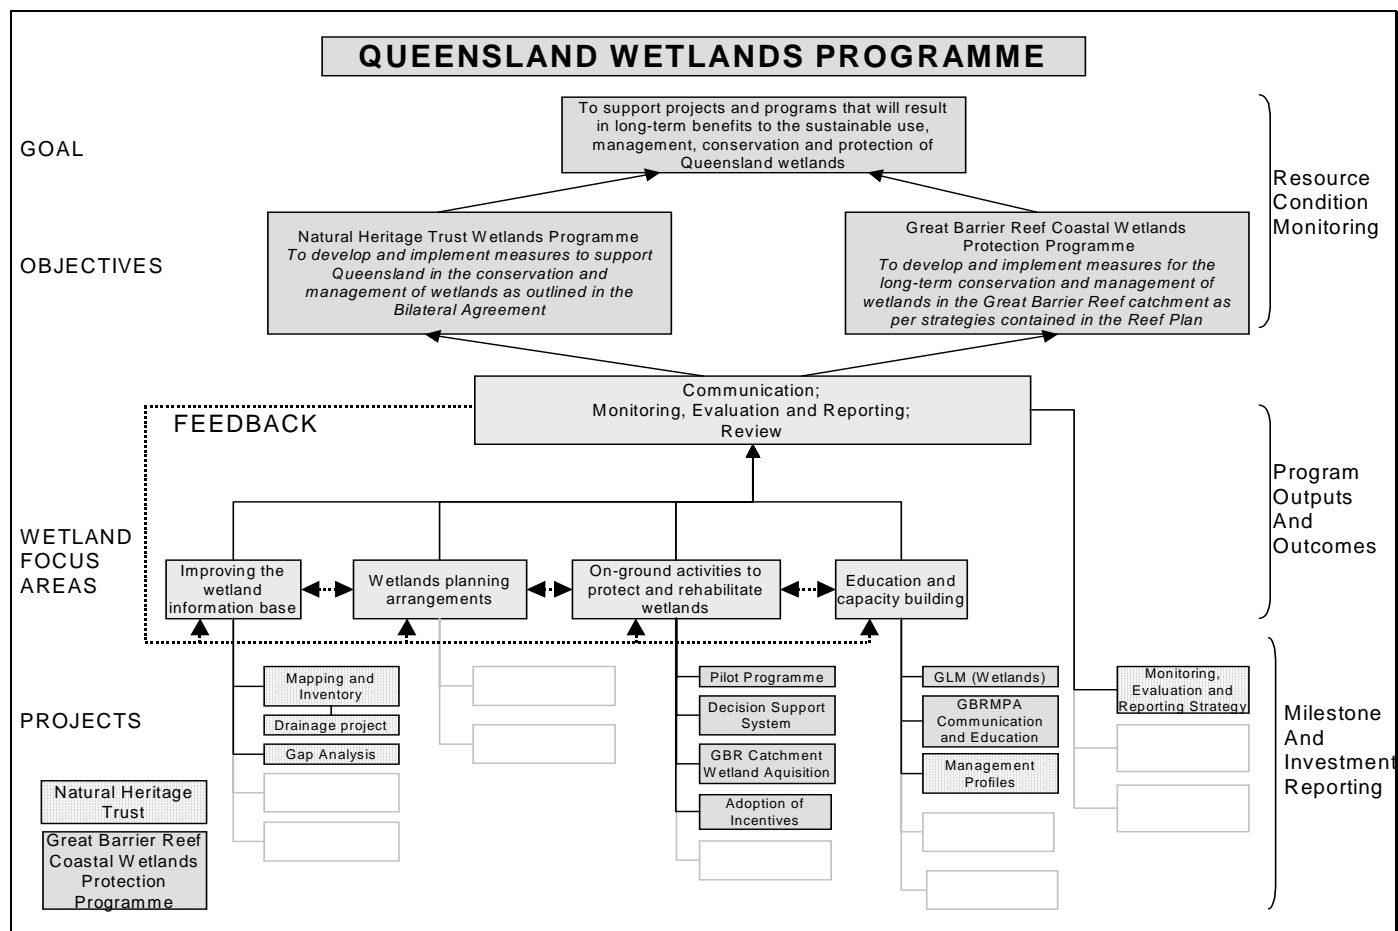 QUEENSLAND WETLANDS PROGRAMME
GOAL
To support projects and programs that will result
in long-term benefits to the sustainable use,
management, conservation and protection of
Queensland wetlands
Resource
Condition
Monitoring
OBJECTIVES
Natural Heritage Trust Wetlands Programme
To develop and implement measures to support
Queensland in the conservation and
management of wetlands as outlined in the
Bilateral Agreement
Great Barrier Reef Coastal Wetlands
Protection Programme
To develop and implement measures for the
long-term conservation and management of
wetlands in the Great Barrier Reef catchment as
per strategies contained in the Reef Plan
Communication;
Monitoring, Evaluation and Reporting;
Review
FEEDBACK
Program
Outputs
And
Outcomes
WETLAND
FOCUS
AREAS
Improving the
wetland
information base
Wetlands planning
arrangements
On-ground activities to
protect and rehabilitate
wetlands
Education and
capacity building
PROJECTS
Mapping and
Inventory
Drainage project
Gap Analysis
Pilot Programme
Decision Support
System
GBR Catchment
Wetland Aquisition
Adoption of
Incentives
GLM (Wetlands)
GBRMPA
Communication
and Education
Management
Profiles
Monitoring,
Evaluation and
Reporting Strategy
Milestone
And
Investment
Reporting
Natural Heritage
Trust
Great Barrier Reef
Coastal Wetlands
Protection
Programme